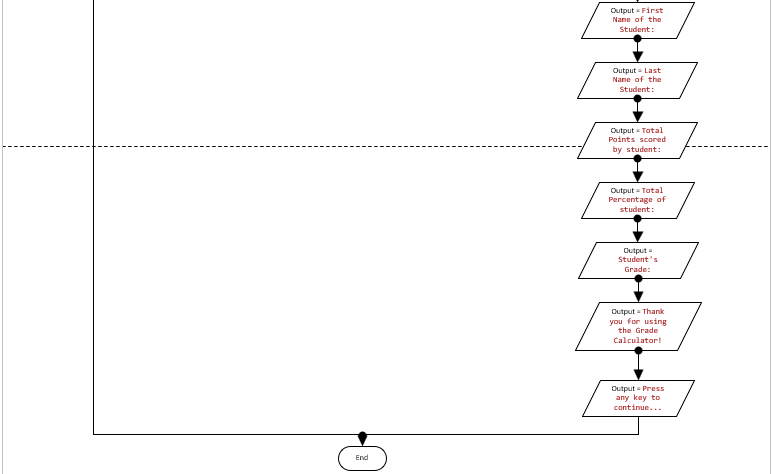 Output = First
Name of the
Student:
Output = Last
Name of the
Student:
Output = Total
Points scored
by student:
Output = Total
Percentage of
student:
Output =
Student's
Grade:
Output = Thank
you for using
the Grade
Calculator!
Output = Press
any key to
continue...
End